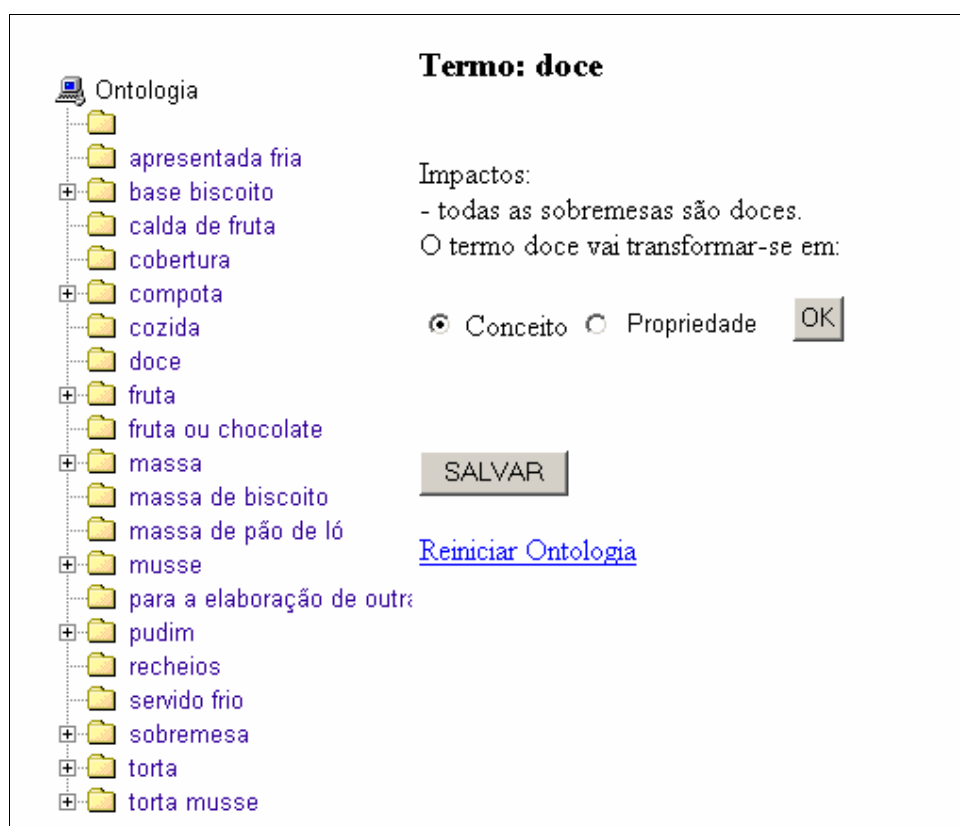 Ontologia
apresentada fria
base biscoito
calda de fruta
cobertura
compota
cozida
doce
fruta
fruta ou chocolate
massa
massa de biscoito
massa de pão de ló
musse
para a elaboração de outra
pudim
recheios
servido frio
sobremesa
torta
torta musse
Termo: doce
Impactos:
- todas as sobremesas são doces.
O termo doce vai transformar-se em:
Conceito Propriedade OK
SALVAR
Reiniciar Ontologia